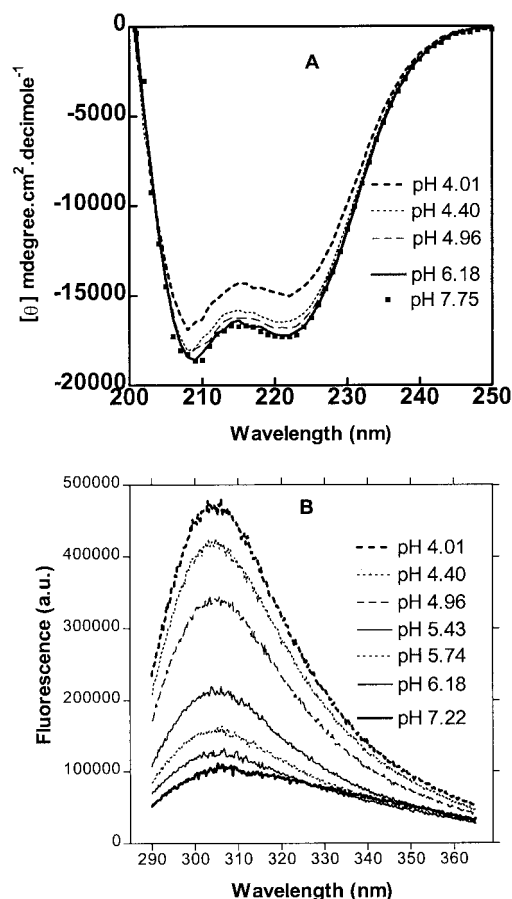 0
A
-5000
[θ] mdegree.cm².decimole⁻¹
pH 4.01
pH 4.40
-10000
pH 4.96
pH 6.18
-15000
pH 7.75
-20000
200 210 220 230 240 250
Wavelength (nm)
500000
B
pH 4.01
400000
pH 4.40
pH 4.96
300000
pH 5.43
Fluorescence (a.u.)
pH 5.74
200000
pH 6.18
pH 7.22
100000
0
290 300 310 320 330 340 350 360
Wavelength (nm)